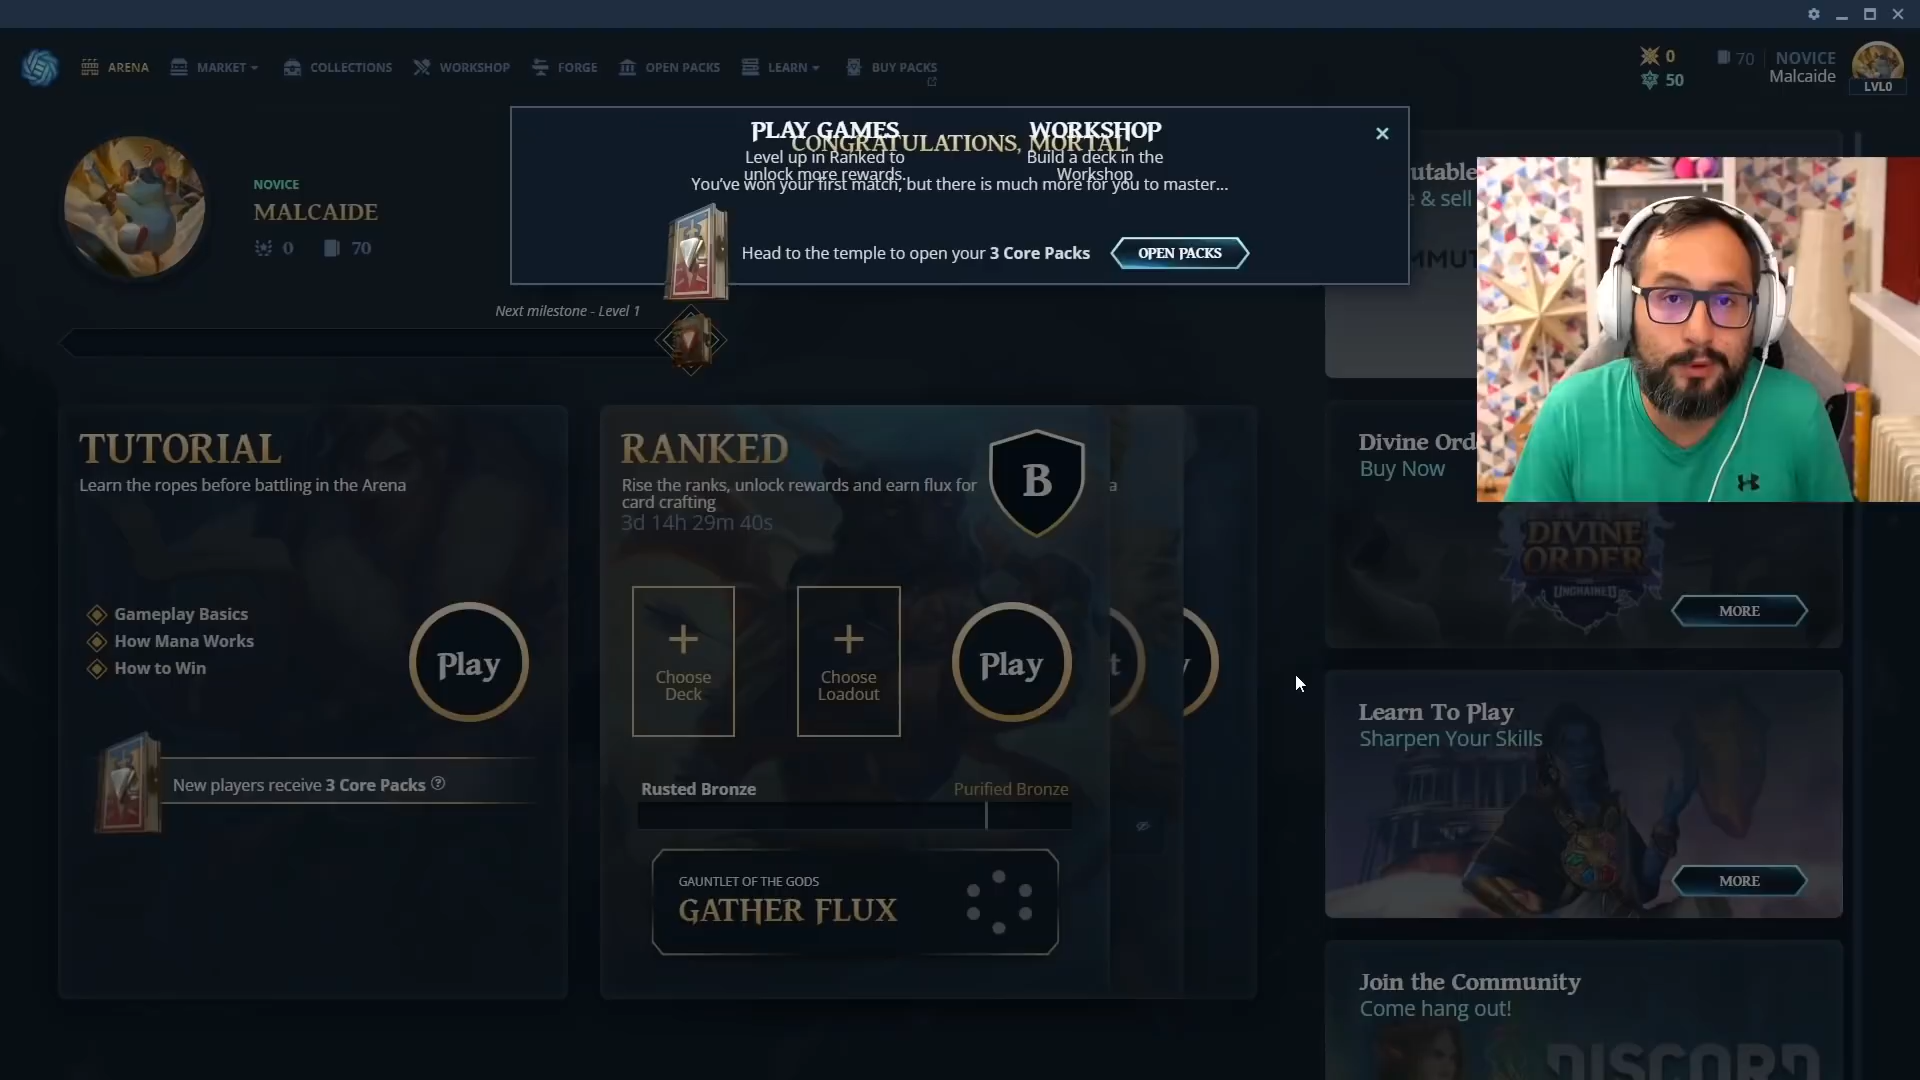 ARENA
MARKET
COLLECTIONS
WORKSHOP
FORGE
OPEN PACKS
LEARN
BUY PACKS
0
50
70
NOVICE
Malcaide
LVL0
PLAY GAMES
WORKSHOP
CONGRATULATIONS, MORTAL
Level up in Ranked to
unlock more rewards.
Build a deck in the
Workshop
You've won your first match, but there is much more for you to master...
Head to the temple to open your 3 Core Packs
OPEN PACKS
NOVICE
MALCAIDE
0
70
Next milestone - Level 1
TUTORIAL
Learn the ropes before battling in the Arena
Gameplay Basics
How Mana Works
How to Win
Play
New players receive 3 Core Packs
RANKED
Rise the ranks, unlock rewards and earn flux for
card crafting
3d 14h 29m 40s
B
a
Choose
Deck
Choose
Loadout
Play
t
y
Rusted Bronze
Purified Bronze
GAUNTLET OF THE GODS
GATHER FLUX
utable
e & sell
MMUT
Divine Ord
Buy Now
DIVINE
ORDER
UNCHAINED
MORE
Learn To Play
Sharpen Your Skills
MORE
Join the Community
Come hang out!
DISCORD